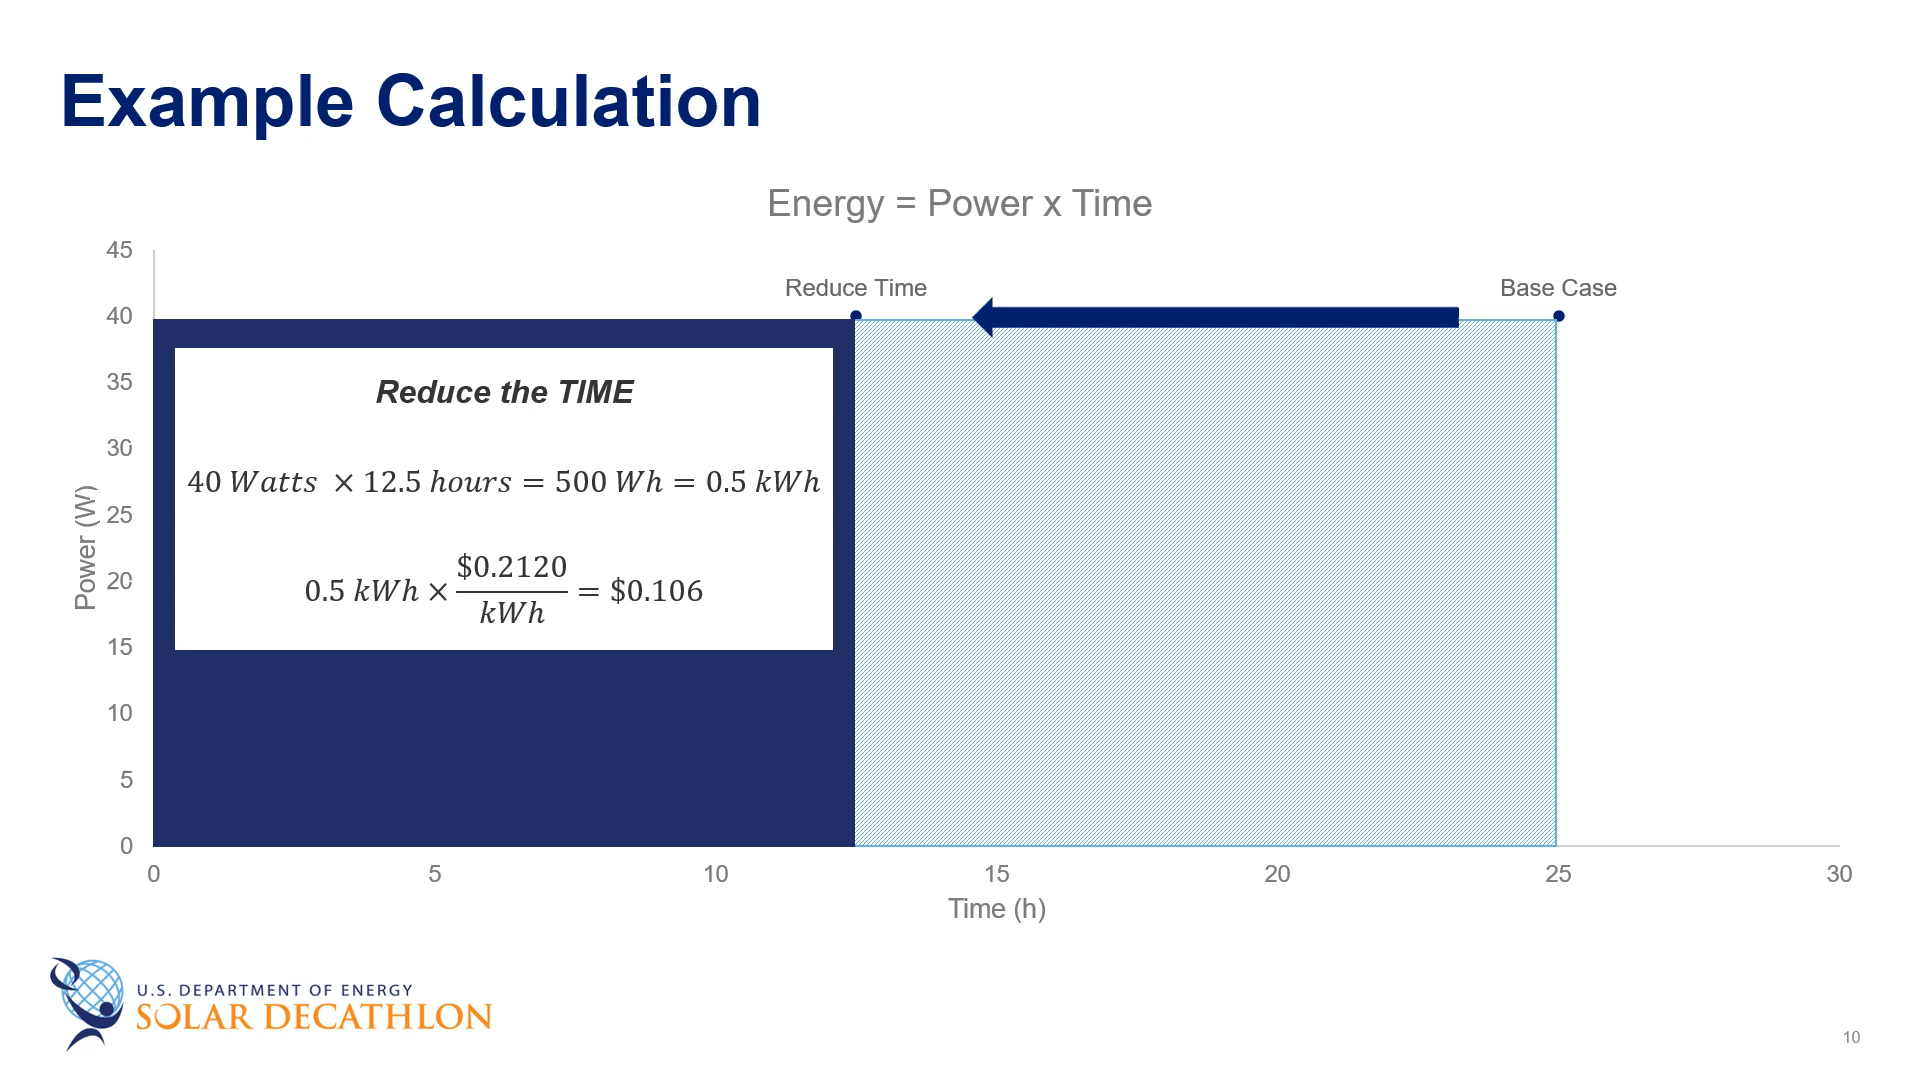 Example Calculation
Energy = Power x Time
45
40
35
30
25
20
15
10
5
0
Power (W)
Reduce Time
Base Case
Reduce the TIME
40 Watts × 12.5 hours = 500 Wh = 0.5 kWh
0.5 kWh × $0.2120 / kWh = $0.106
0 5 10 15 20 25 30
Time (h)
U.S. DEPARTMENT OF ENERGY
SOLAR DECATHLON
10